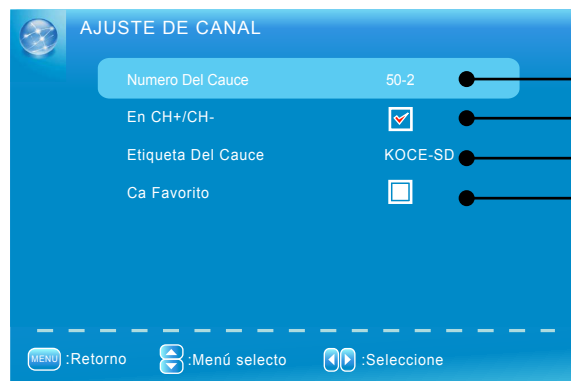 AJUSTE DE CANAL
Numero Del Cauce 50-2
En CH+/CH-
Etiqueta Del Cauce KOCE-SD
Ca Favorito
MENU :Retorno :Menú selecto :Seleccione